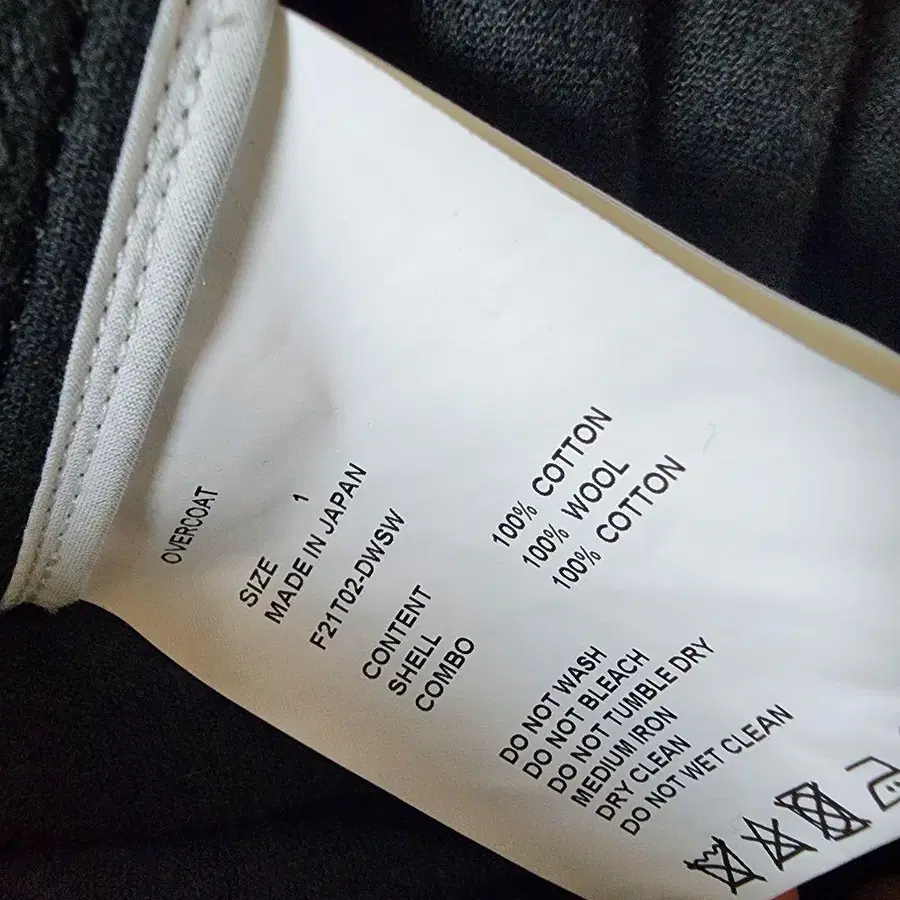 OVERCOAT
SIZE 1
MADE IN JAPAN
F21T02-DWSW
CONTENT 100% COTTON
SHELL 100% WOOL
COMBO 100% COTTON
DO NOT WASH
DO NOT BLEACH
DO NOT TUMBLE DRY
MEDIUM IRON
DRY CLEAN
DO NOT WET CLEAN